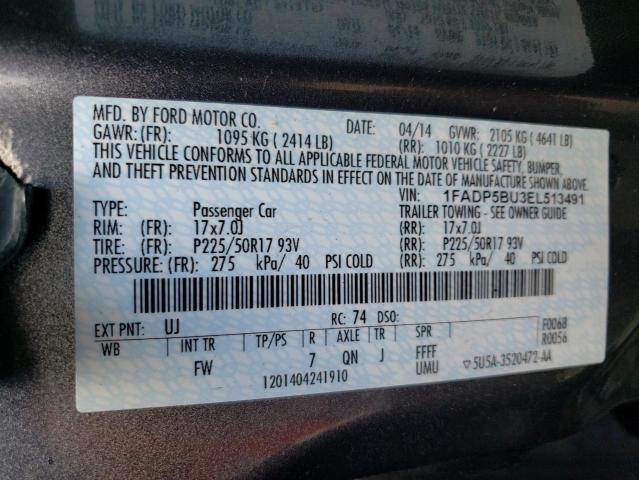 MFD. BY FORD MOTOR CO.
DATE: 04/14 GVWR: 2105 KG ( 4641 LB)
GAWR: (FR): 1095 KG ( 2414 LB) (RR): 1010 KG ( 2227 LB)
THIS VEHICLE CONFORMS TO ALL APPLICABLE FEDERAL MOTOR VEHICLE SAFETY, BUMPER,
AND THEFT PREVENTION STANDARDS IN EFFECT ON THE DATE OF MANUFACTURE SHOWN ABOVE.
VIN: 1FADP5BU3EL513491
TYPE: Passenger Car TRAILER TOWING - SEE OWNER GUIDE
RIM: (FR): 17x7.0J (RR): 17x7.0J
TIRE: (FR): P225/50R17 93V (RR): P225/50R17 93V
PRESSURE: (FR): 275 kPa/ 40 PSI COLD (RR): 275 kPa/ 40 PSI COLD
EXT PNT: UJ RC: 74 DSO: F0068
R0056
WB INT TR TP/PS R AXLE TR SPR
FW 7 QN J FFFF
UMU ▽5U5A-3520472-AA
1201404241910